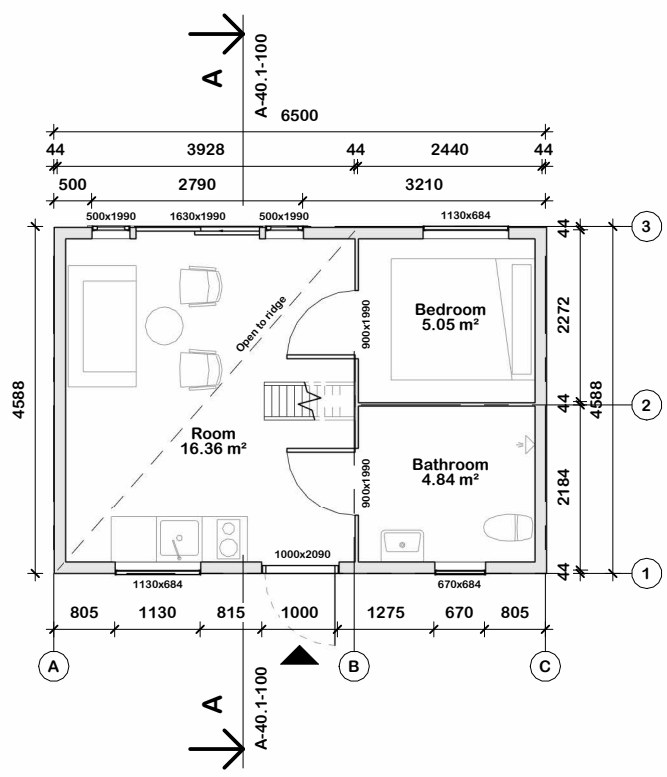 A
A-40.1-100
6500
44 3928 44 2440 44
500 2790 3210
500x1990 1630x1990 500x1990 1130x684
3
44
Open to ridge
900x1990
Bedroom
5.05 m²
2272
4588
44
4588
2
Room
16.36 m²
900x1990
Bathroom
4.84 m²
2184
1000x2090
44
1
1130x684 670x684
805 1130 815 1000 1275 670 805
A B C
A
A-40.1-100